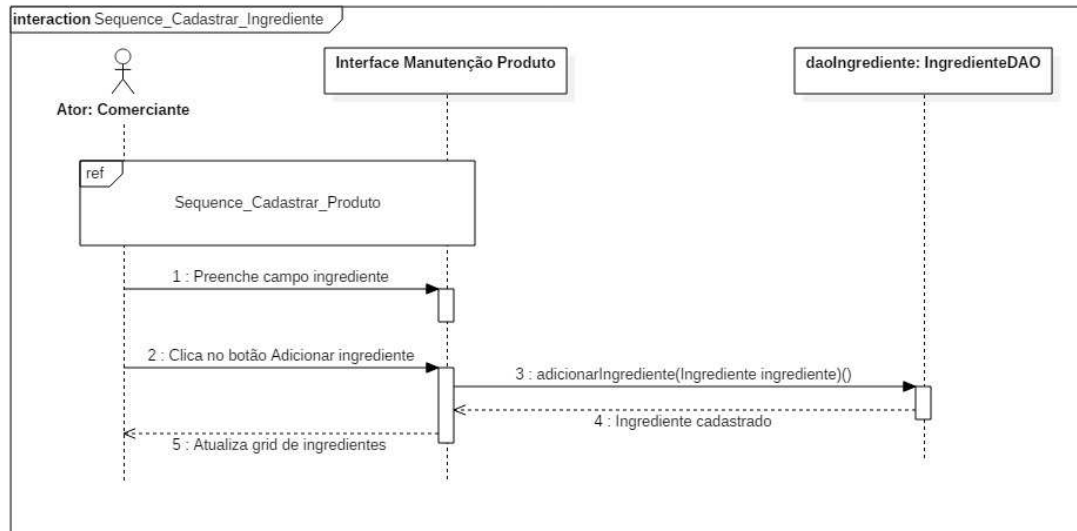 interaction Sequence_Cadastrar_Ingrediente
Interface Manutenção Produto
daoIngrediente: IngredienteDAO
Ator: Comerciante
ref
Sequence_Cadastrar_Produto
1 : Preenche campo ingrediente
2 : Clica no botão Adicionar ingrediente
3 : adicionarIngrediente(Ingrediente ingrediente)()
4 : Ingrediente cadastrado
5 : Atualiza grid de ingredientes